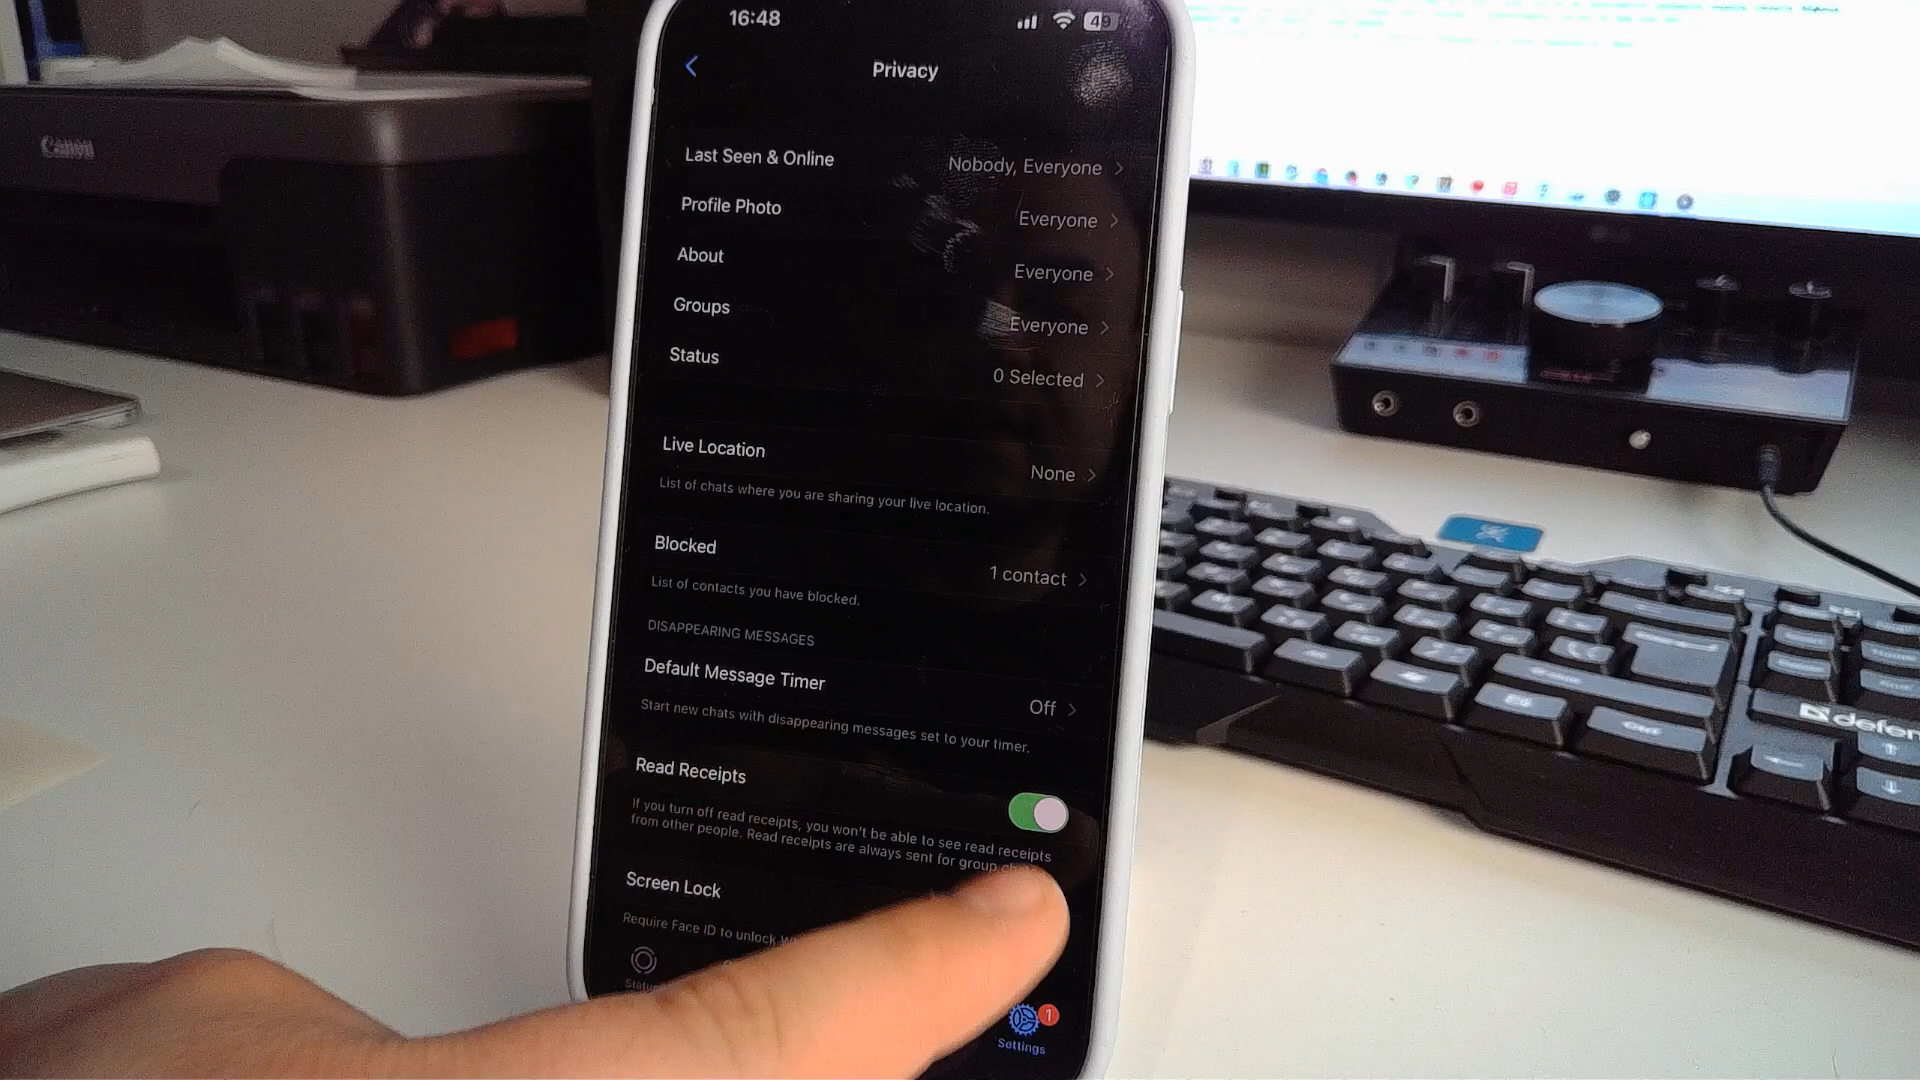 16:48
49
Privacy
Last Seen & Online
Nobody, Everyone
Profile Photo
Everyone
About
Everyone
Groups
Everyone
Status
0 Selected
Live Location
None
List of chats where you are sharing your live location.
Blocked
1 contact
List of contacts you have blocked.
DISAPPEARING MESSAGES
Default Message Timer
Off
Start new chats with disappearing messages set to your timer.
Read Receipts
If you turn off read receipts, you won't be able to see read receipts
from other people. Read receipts are always sent for group
Screen Lock
Require Face ID to unlock
Status
1
Settings
Canon
defen